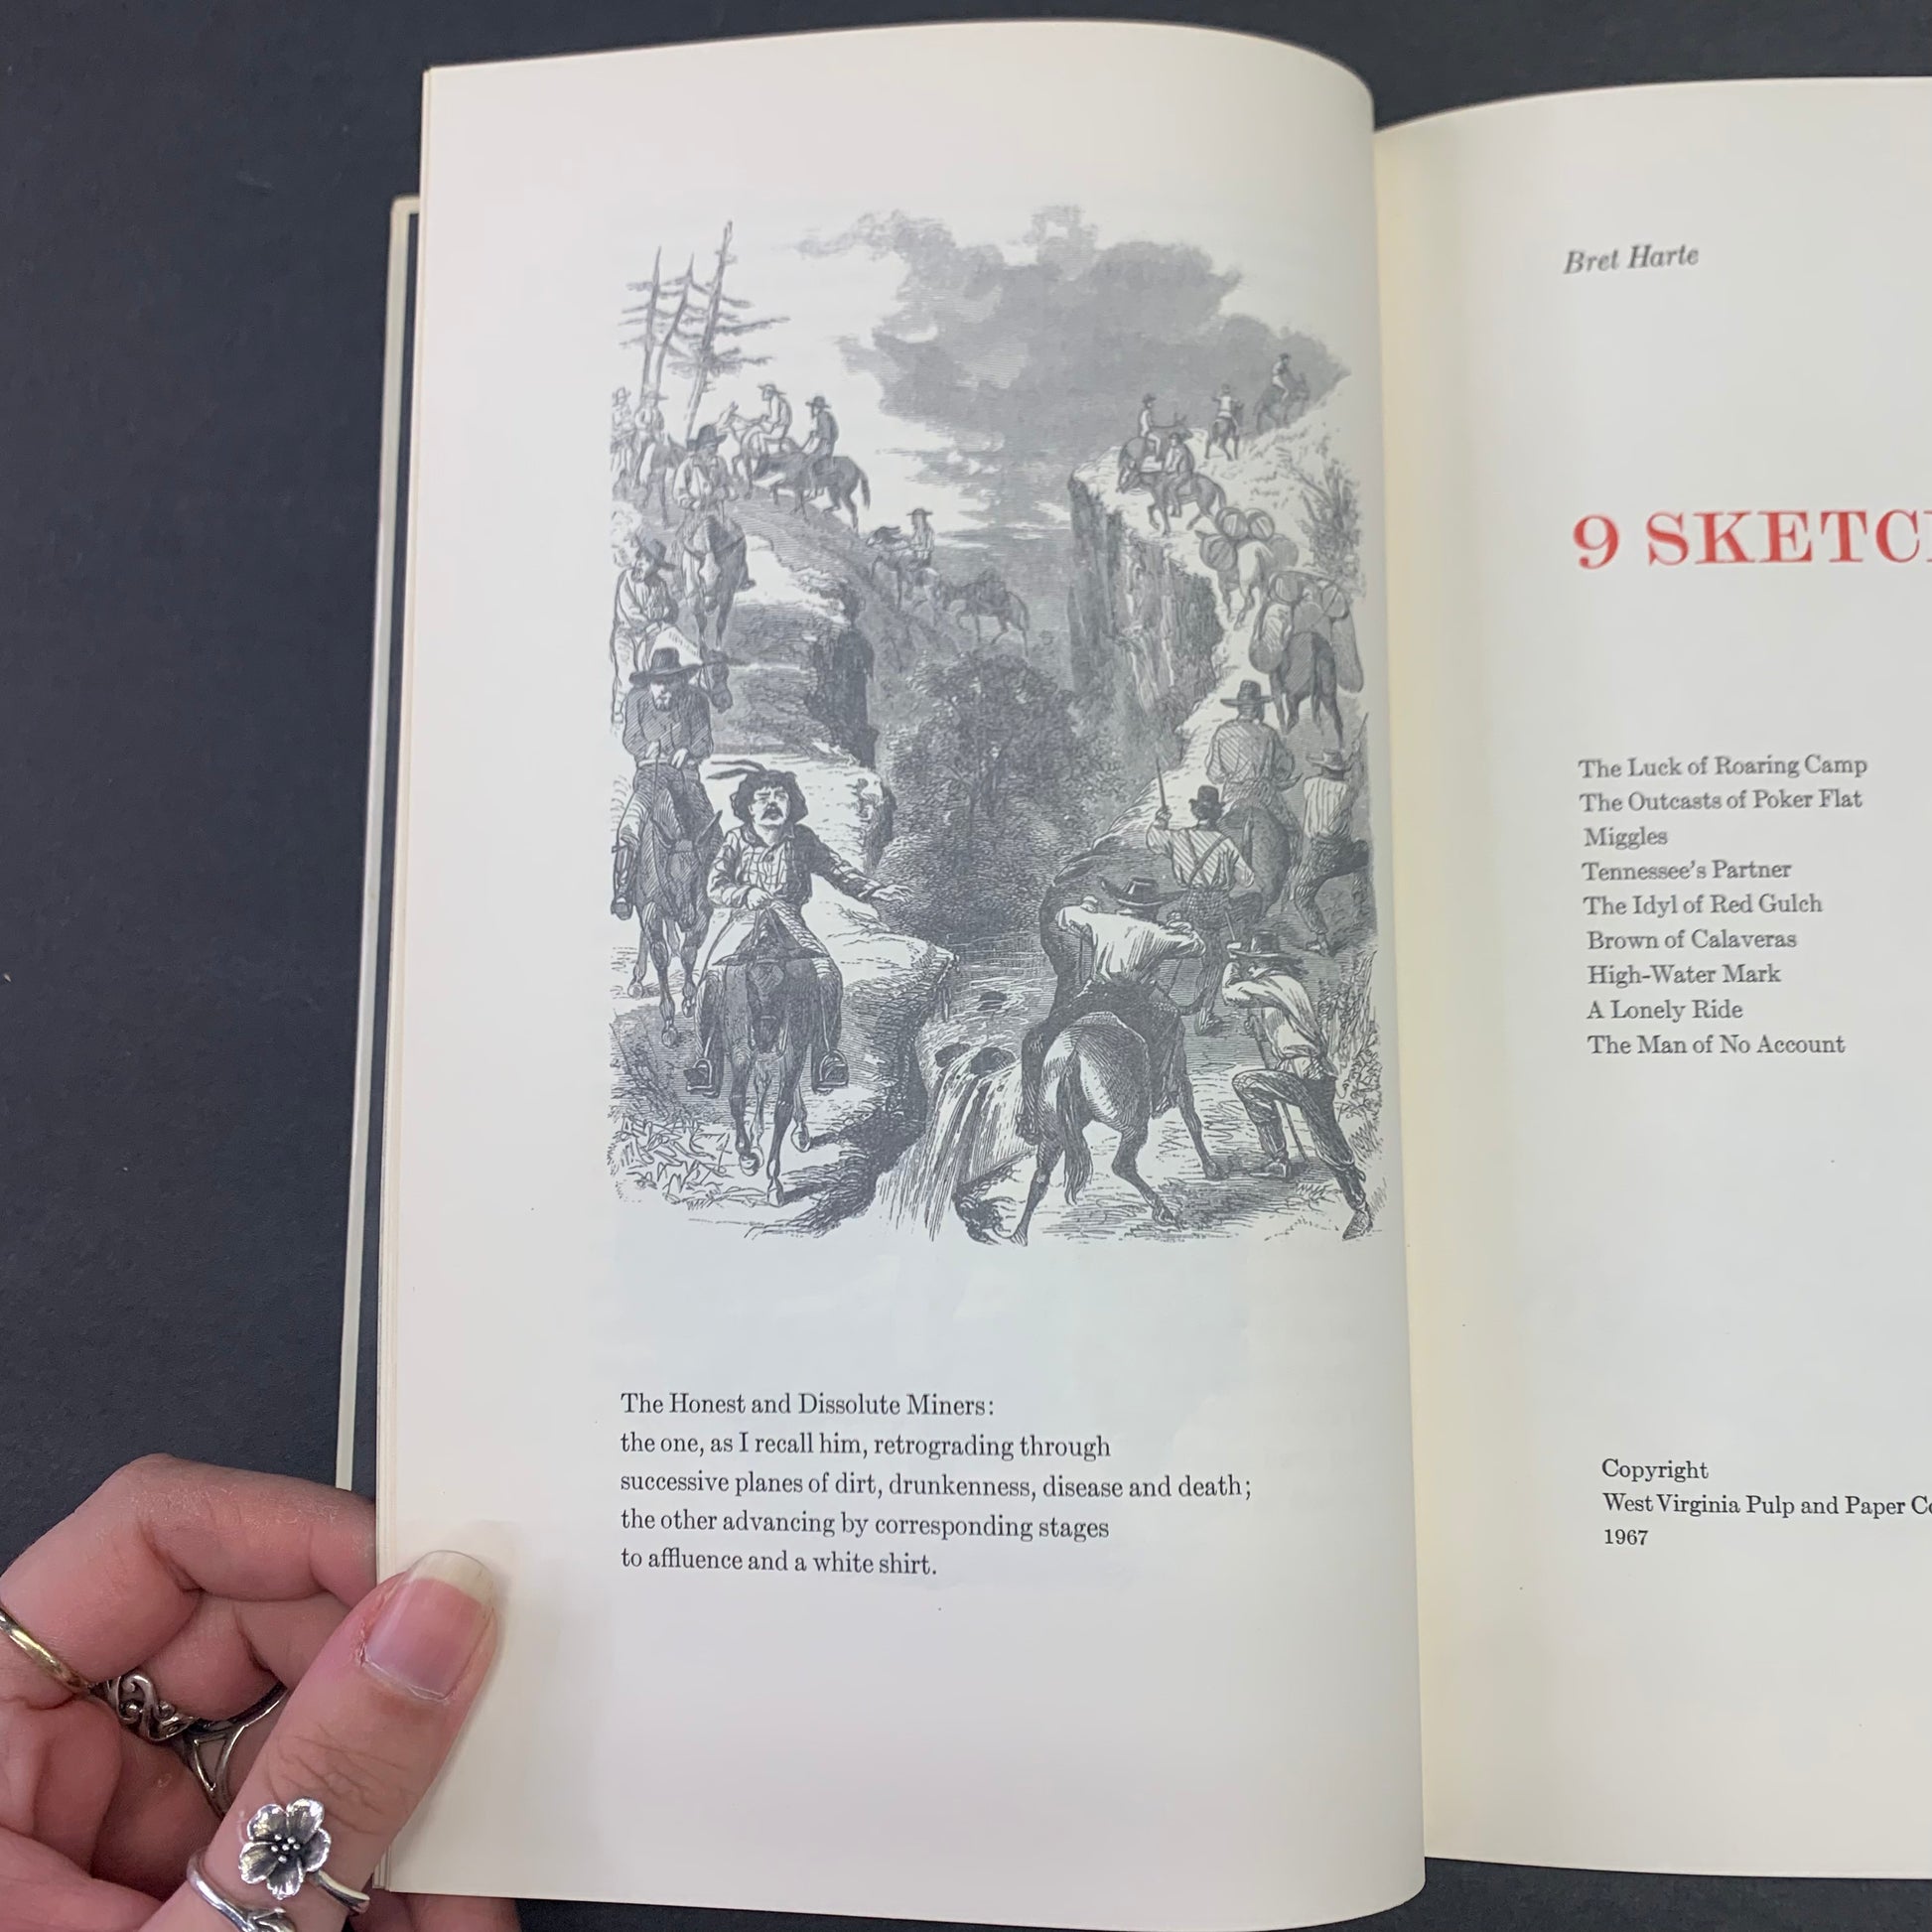 The Honest and Dissolute Miners:
the one, as I recall him, retrograding through
successive planes of dirt, drunkenness, disease and death;
the other advancing by corresponding stages
to affluence and a white shirt.
Bret Harte
9
The Luck of Roaring Camp
The Outcasts of Poker Flat
Miggles
Tennessee's Partner
The Idyl of Red Gulch
Brown of Calaveras
High-Water Mark
A Lonely Ride
The Man of No Account
Copyright
West Virginia Pulp and Paper
1967